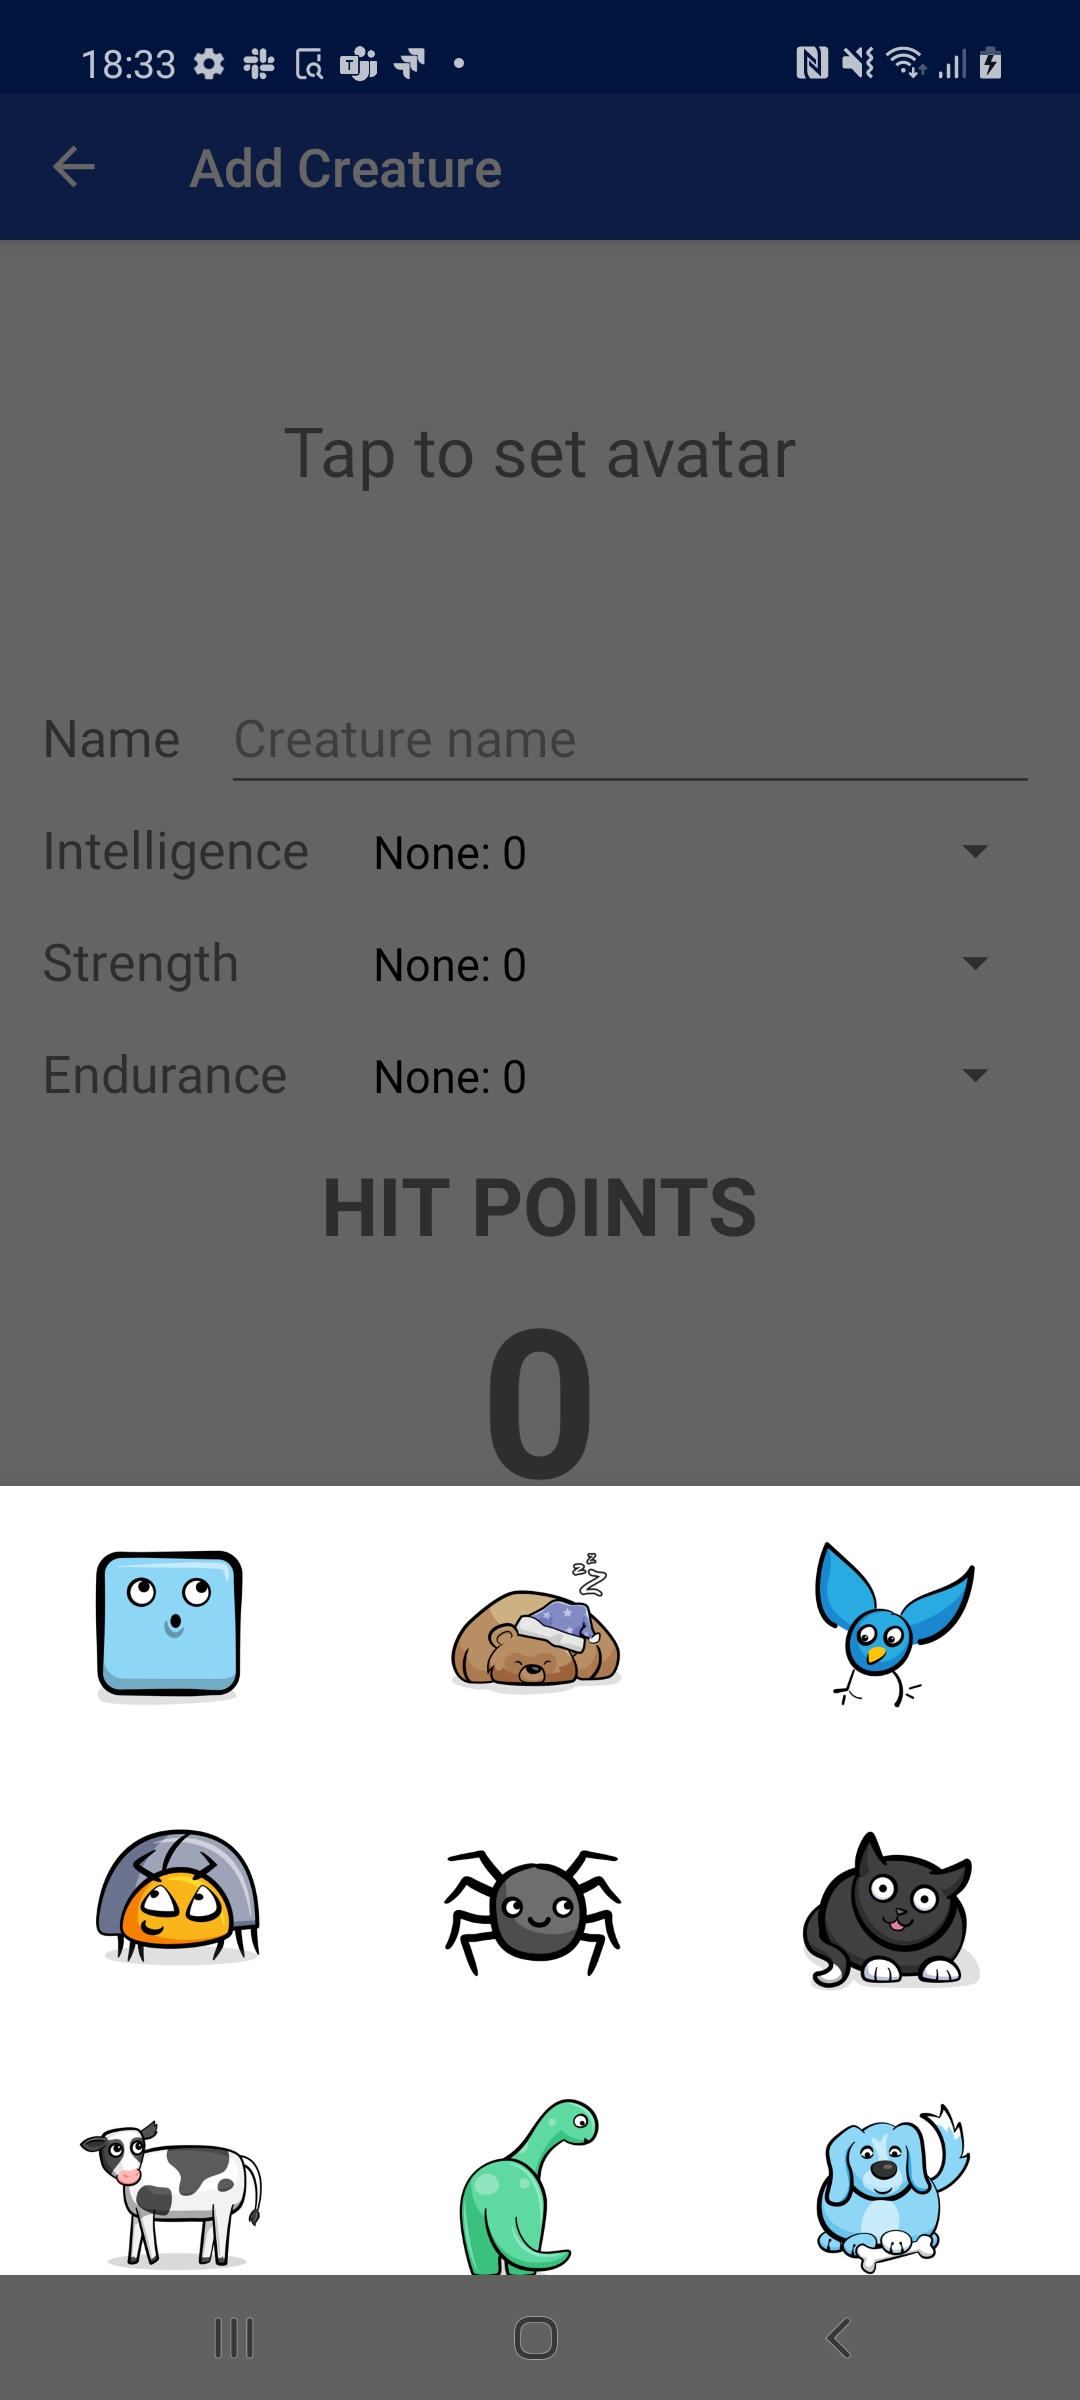 18:33
Add Creature
Tap to set avatar
Name Creature name
Intelligence None: 0
Strength None: 0
Endurance None: 0
HIT POINTS
0
z z Z